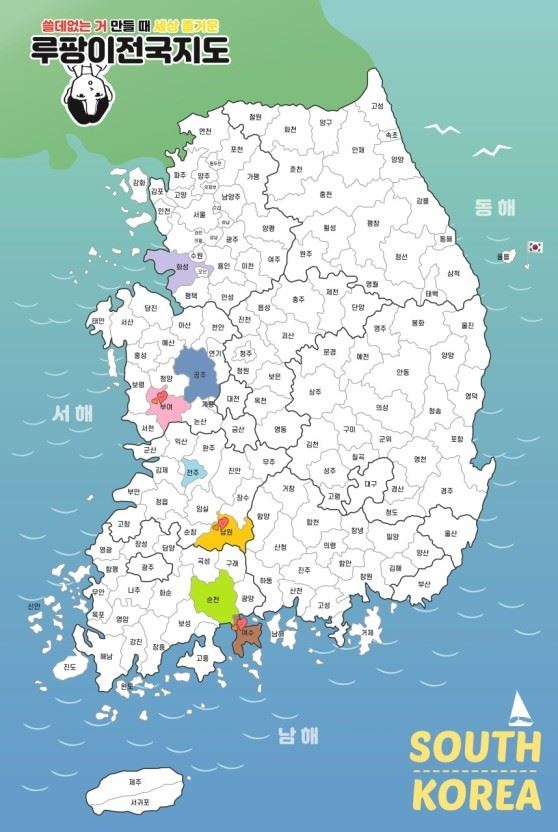 쓸데없는 거 만들 때 세상 즐거운
루팡이전국지도
고성
철원
양구
화천
연천
속초
포천
인제
양양
동두천
춘천
파주
양주
가평
강화
의정부
고양
남양주
홍천
김포
강릉
동해
인천
서울
구리
하남
횡성
평창
양평
동해
과천
성남
광주
정선
울릉
의왕
수원
원주
여주
화성
용인
이천
삼척
오산
영월
태백
평택
안성
제천
충주
음성
단양
당진
봉화
울진
태안
서산
아산
천안
진천
영주
괴산
예산
연기
청주
문경
예천
홍성
영양
청원
안동
공주
보은
청양
보령
상주
영덕
대전
옥천
계룡
부여
의성
청송
서해
논산
서천
금산
영동
구미
군위
포항
익산
김천
군산
완주
칠곡
영천
무주
김제
전주
진안
성주
대구
경산
경주
부안
장수
거창
고령
정읍
청도
임실
고창
함양
합천
창녕
울산
순창
남원
밀양
영광
장성
담양
산청
의령
양산
곡성
구례
함안
함평
광주
진주
김해
하동
창원
무안
나주
화순
부산
산천
순천
광양
신안
고성
목포
영암
보성
여수
남해
거제
강진
장흥
해남
고흥
진도
완도
남해
SOUTH
KOREA
제주
서귀포